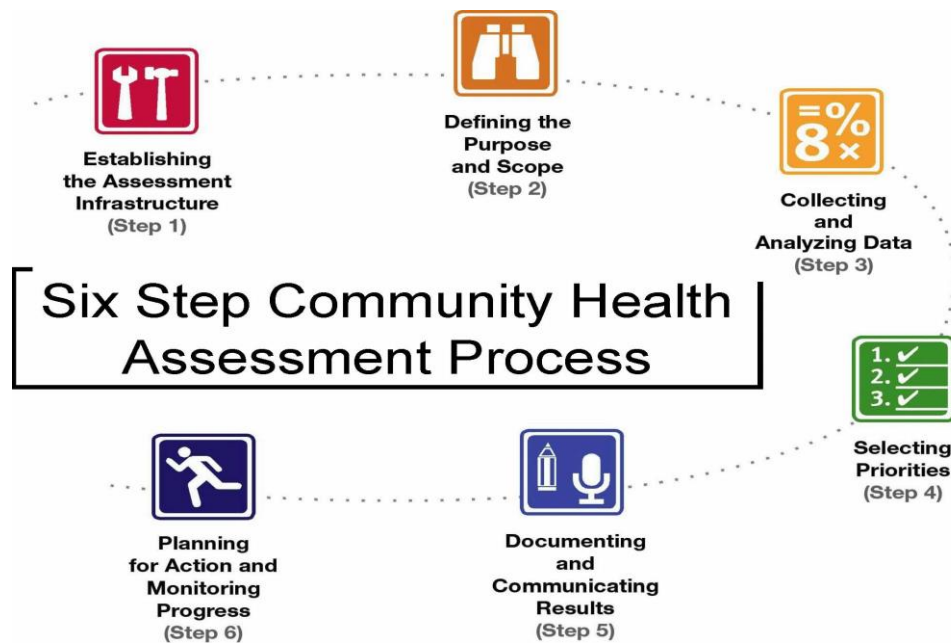 Establishing
the Assessment
Infrastructure
(Step 1)
Defining the
Purpose
and Scope
(Step 2)
=%
8×
Collecting
and
Analyzing Data
(Step 3)
Six Step Community Health
Assessment Process
1. ✓
2. ✓
3. ✓
Selecting
Priorities
(Step 4)
Documenting
and
Communicating
Results
(Step 5)
Planning
for Action and
Monitoring
Progress
(Step 6)